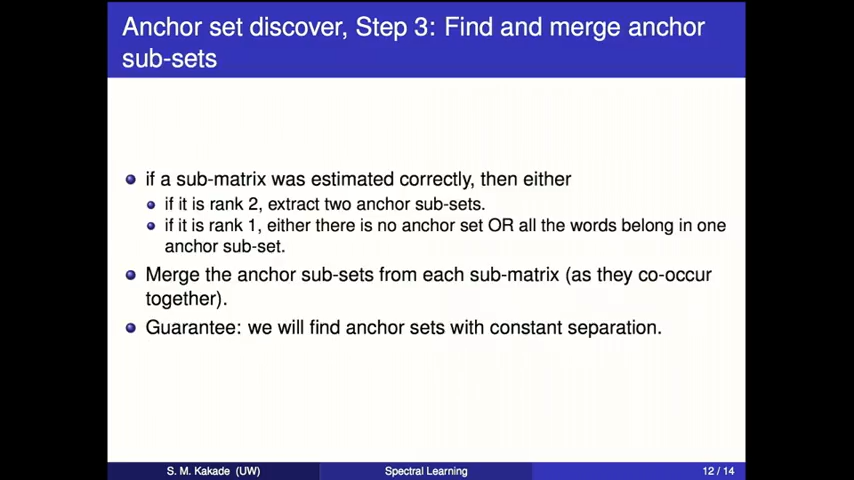 Anchor set discover, Step 3: Find and merge anchor
sub-sets
if a sub-matrix was estimated correctly, then either
if it is rank 2, extract two anchor sub-sets.
if it is rank 1, either there is no anchor set OR all the words belong in one
anchor sub-set.
Merge the anchor sub-sets from each sub-matrix (as they co-occur
together).
Guarantee: we will find anchor sets with constant separation.
S. M. Kakade (UW)
Spectral Learning
12 / 14